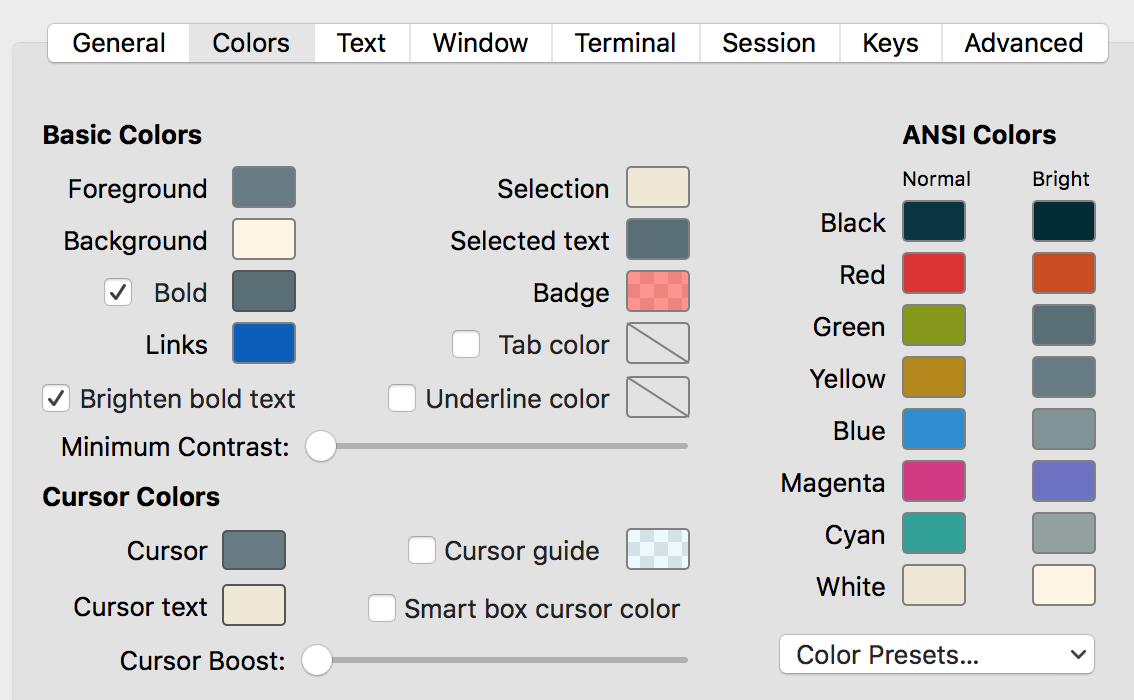 General Colors Text Window Terminal Session Keys Advanced
Basic Colors
Foreground
Background
Bold
Links
Brighten bold text
Minimum Contrast:
Selection
Selected text
Badge
Tab color
Underline color
Cursor Colors
Cursor
Cursor text
Cursor Boost:
Cursor guide
Smart box cursor color
ANSI Colors
Normal Bright
Black
Red
Green
Yellow
Blue
Magenta
Cyan
White
Color Presets...